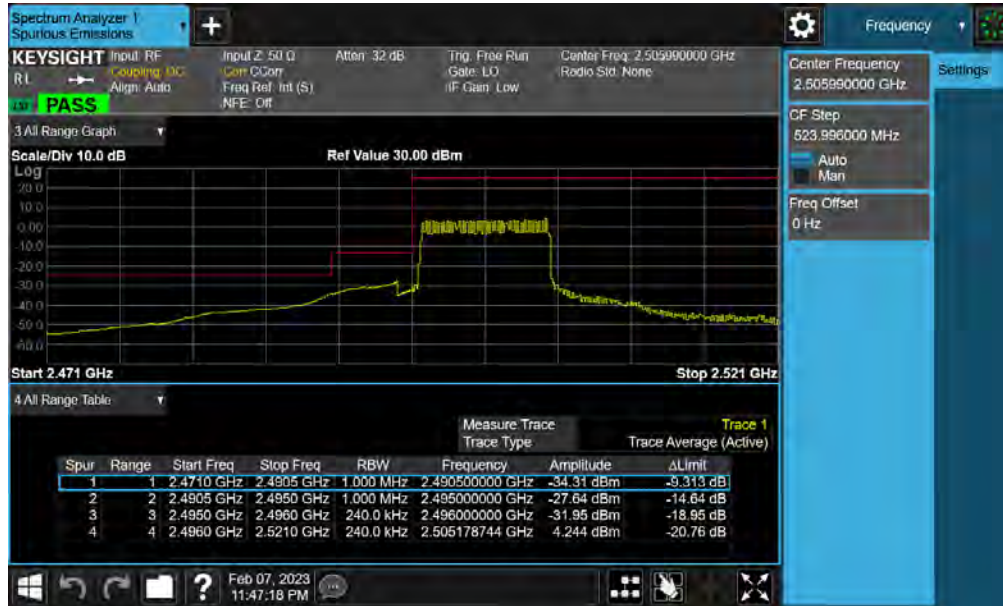 Spectrum Analyzer 1
Spurious Emissions
+
Frequency
KEYSIGHT Input: RF Input Z: 50 Ω Atten: 32 dB Trig: Free Run Center Freq: 2.505990000 GHz
RL Coupling: DC Corr CCorr Gate: LO Radio Std: None
Align: Auto Freq Ref: Int (S) IF Gain: Low
PASS NFE: Off
Center Frequency
2.505990000 GHz
Settings
CF Step
523.996000 MHz
Auto
Man
Freq Offset
0 Hz
3 All Range Graph
Scale/Div 10.0 dB Ref Value 30.00 dBm
Log
20.0
10.0
0.00
-10.0
-20.0
-30.0
-40.0
-50.0
-60.0
Start 2.471 GHz Stop 2.521 GHz
4 All Range Table
Measure Trace Trace 1
Trace Type Trace Average (Active)
Spur Range Start Freq Stop Freq RBW Frequency Amplitude ΔLimit
1 1 2.4710 GHz 2.4905 GHz 1.000 MHz 2.490500000 GHz -34.31 dBm -9.313 dB
2 2 2.4905 GHz 2.4950 GHz 1.000 MHz 2.495000000 GHz -27.64 dBm -14.64 dB
3 3 2.4950 GHz 2.4960 GHz 240.0 kHz 2.496000000 GHz -31.95 dBm -18.95 dB
4 4 2.4960 GHz 2.5210 GHz 240.0 kHz 2.505178744 GHz 4.244 dBm -20.76 dB
?
Feb 07, 2023
11:47:18 PM